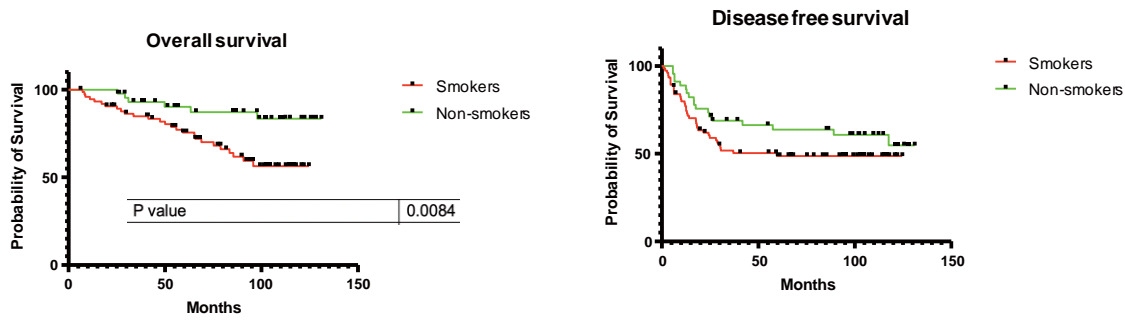 Overall survival
Probability of Survival
100
50
0
0 50 100 150
Months
Smokers
Non-smokers
P value 0.0084
Disease free survival
Probability of Survival
100
50
0
0 50 100 150
Months
Smokers
Non-smokers